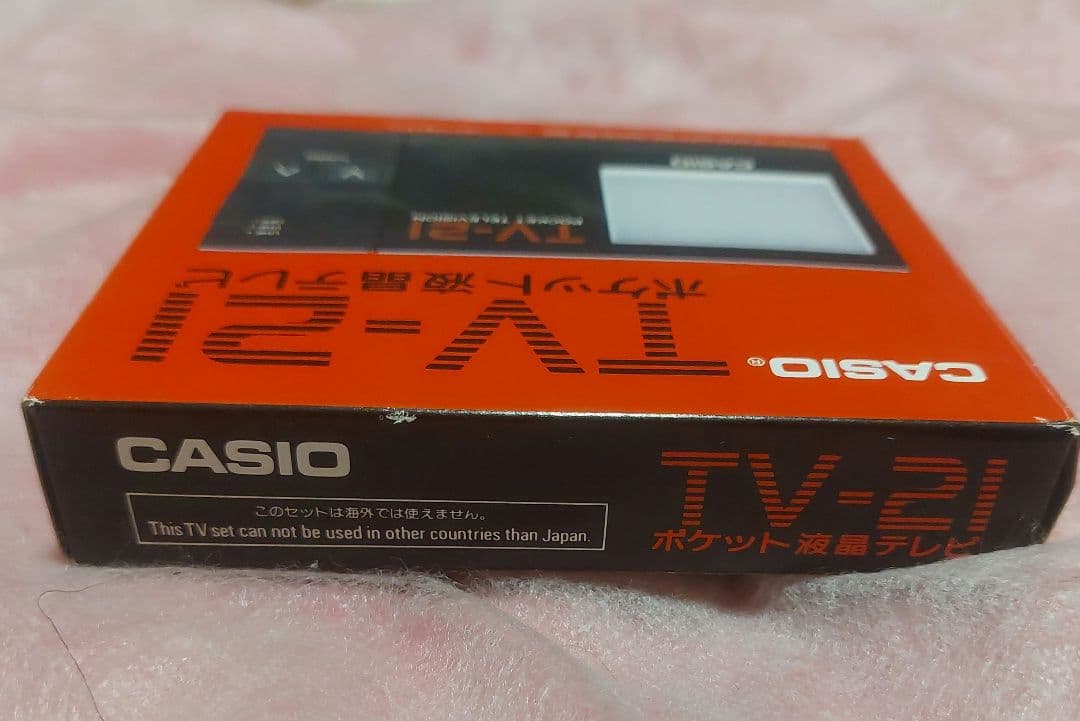 CASIO
TV-21
POCKET TELEVISION
ポケット液晶テレビ
TV-21
CASIO®
CASIO
このセットは海外では使えません。
This TV set can not be used in other countries than Japan.
TV-21
ポケット液晶テレビ